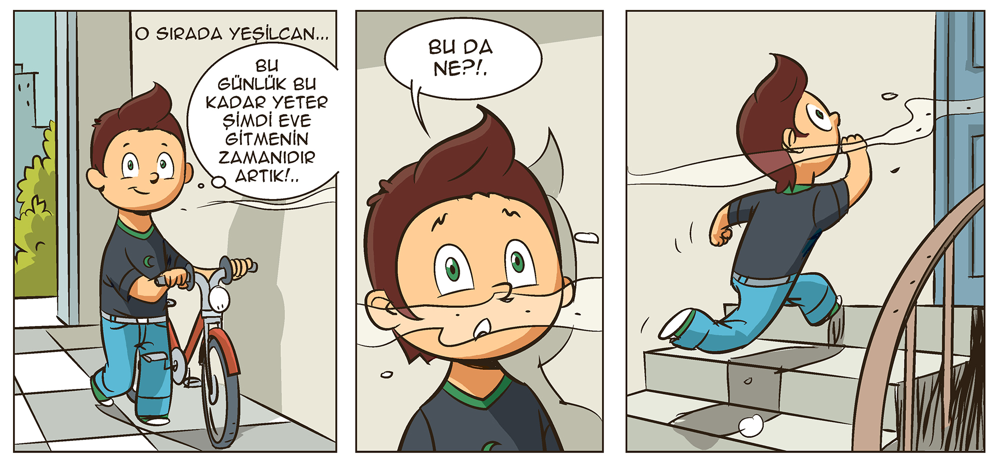 O SIRADA YEŞİLCAN...
BU
GÜNLÜK BU
KADAR YETER
ŞİMDİ EVE
GİTMENİN
ZAMANIDIR
ARTIK!..
BU DA
NE?!.